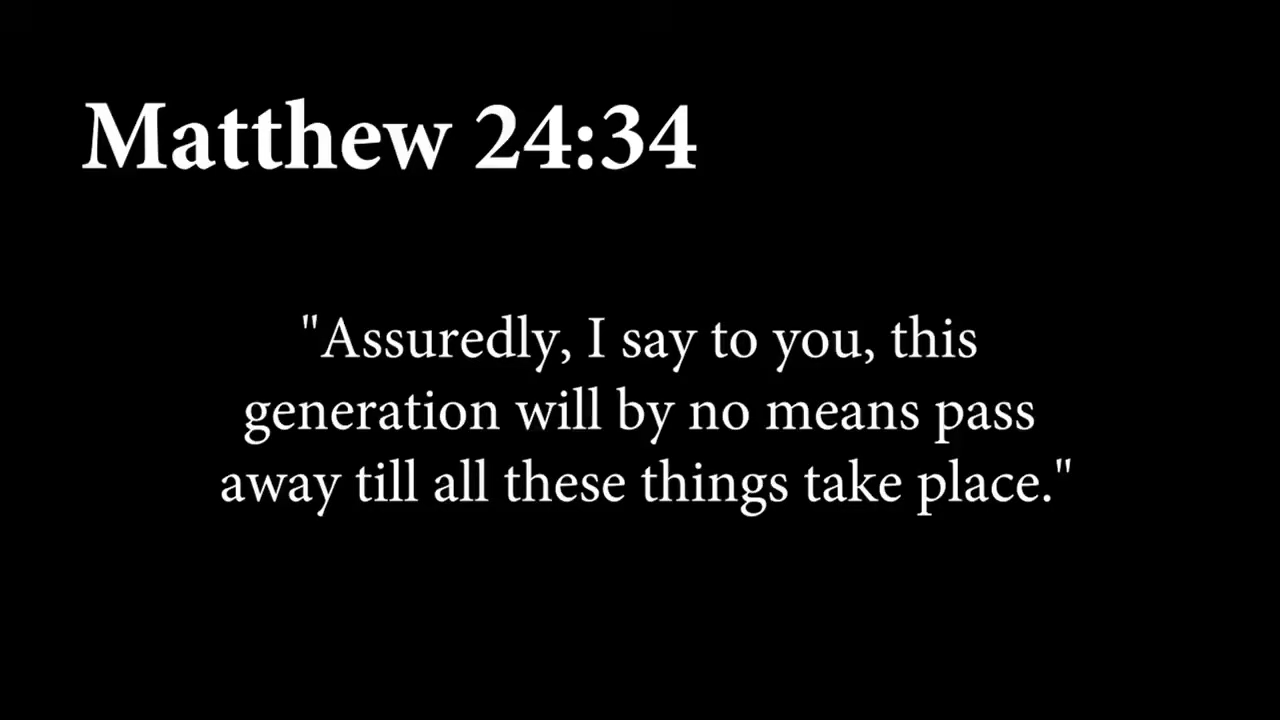 Matthew 24:34
"Assuredly, I say to you, this
generation will by no means pass
away till all these things take place."